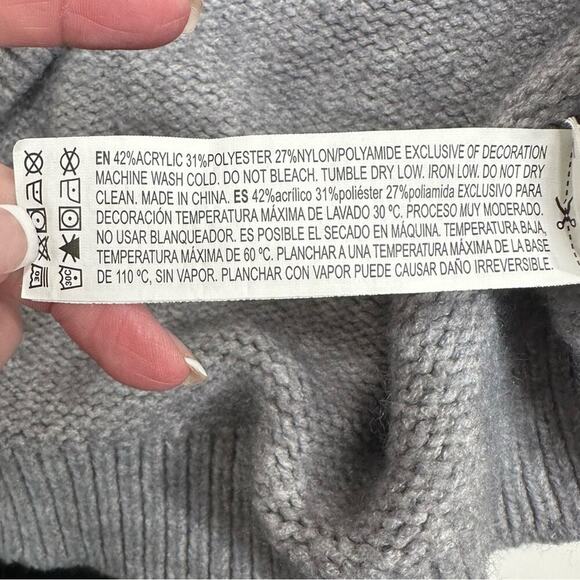 EN 42%ACRYLIC 31%POLYESTER 27%NYLON/POLYAMIDE EXCLUSIVE OF DECORATION
MACHINE WASH COLD. DO NOT BLEACH. TUMBLE DRY LOW. IRON LOW. DO NOT DRY
CLEAN. MADE IN CHINA. ES 42%acrílico 31%poliéster 27%poliamida EXCLUSIVO PARA
DECORACIÓN TEMPERATURA MÁXIMA DE LAVADO 30 ºC, PROCESO MUY MODERADO.
NO USAR BLANQUEADOR. ES POSIBLE EL SECADO EN MÁQUINA. TEMPERATURA BAJA,
TEMPERATURA MÁXIMA DE 60 ºC. PLANCHAR A UNA TEMPERATURA MÁXIMA DE LA BASE
DE 110 ºC, SIN VAPOR. PLANCHAR CON VAPOR PUEDE CAUSAR DAÑO IRREVERSIBLE.
30
30C